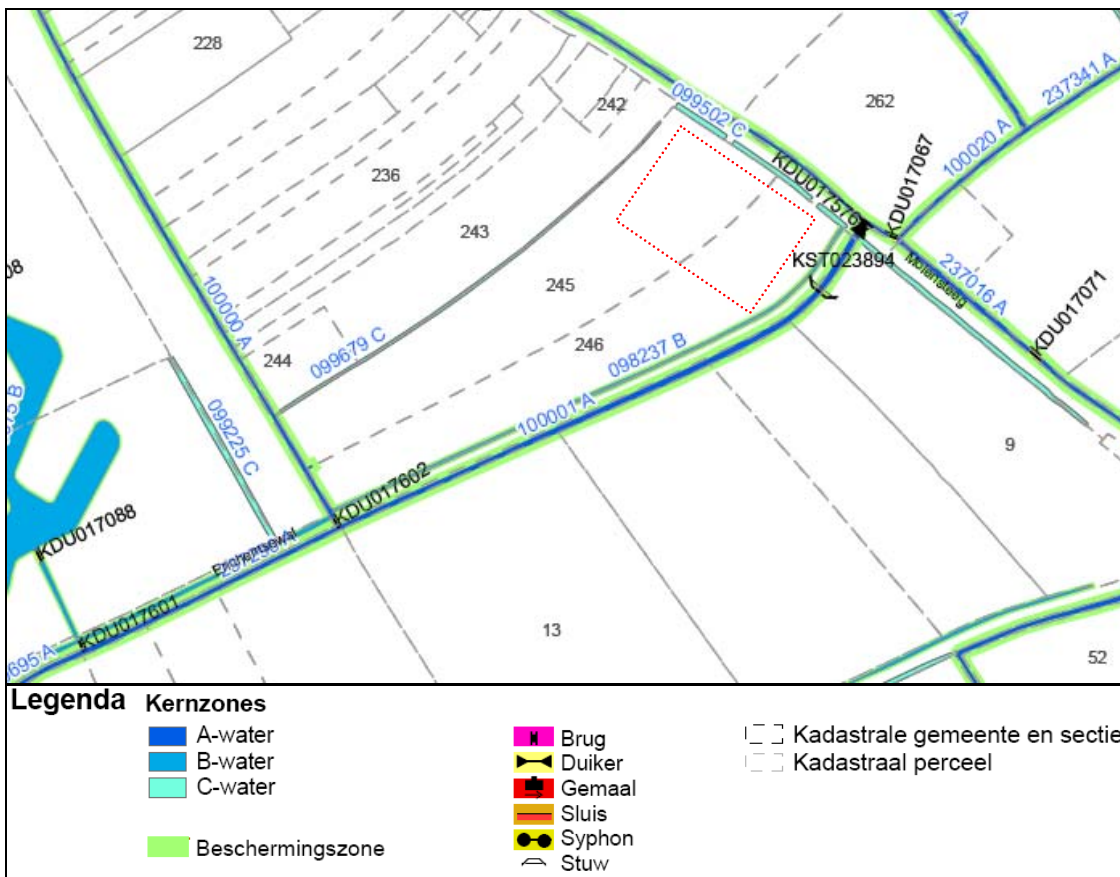 228
A
237341 A
242
099502 C
262
KDU017067
100020 A
236
KDU017576
243
KST023894
237016 A
Molensteeg
KDU017071
08
100000 A
245
246
244
099679 C
098237 B
100001 A
099225 C
9
KDU017602
KDU017088
KDU017601
695 A
13
52
Legenda
Kernzones
A-water
B-water
C-water
Beschermingszone
Brug
Duiker
Gemaal
Sluis
Syphon
Stuw
Kadastrale gemeente en sectie
Kadastraal perceel